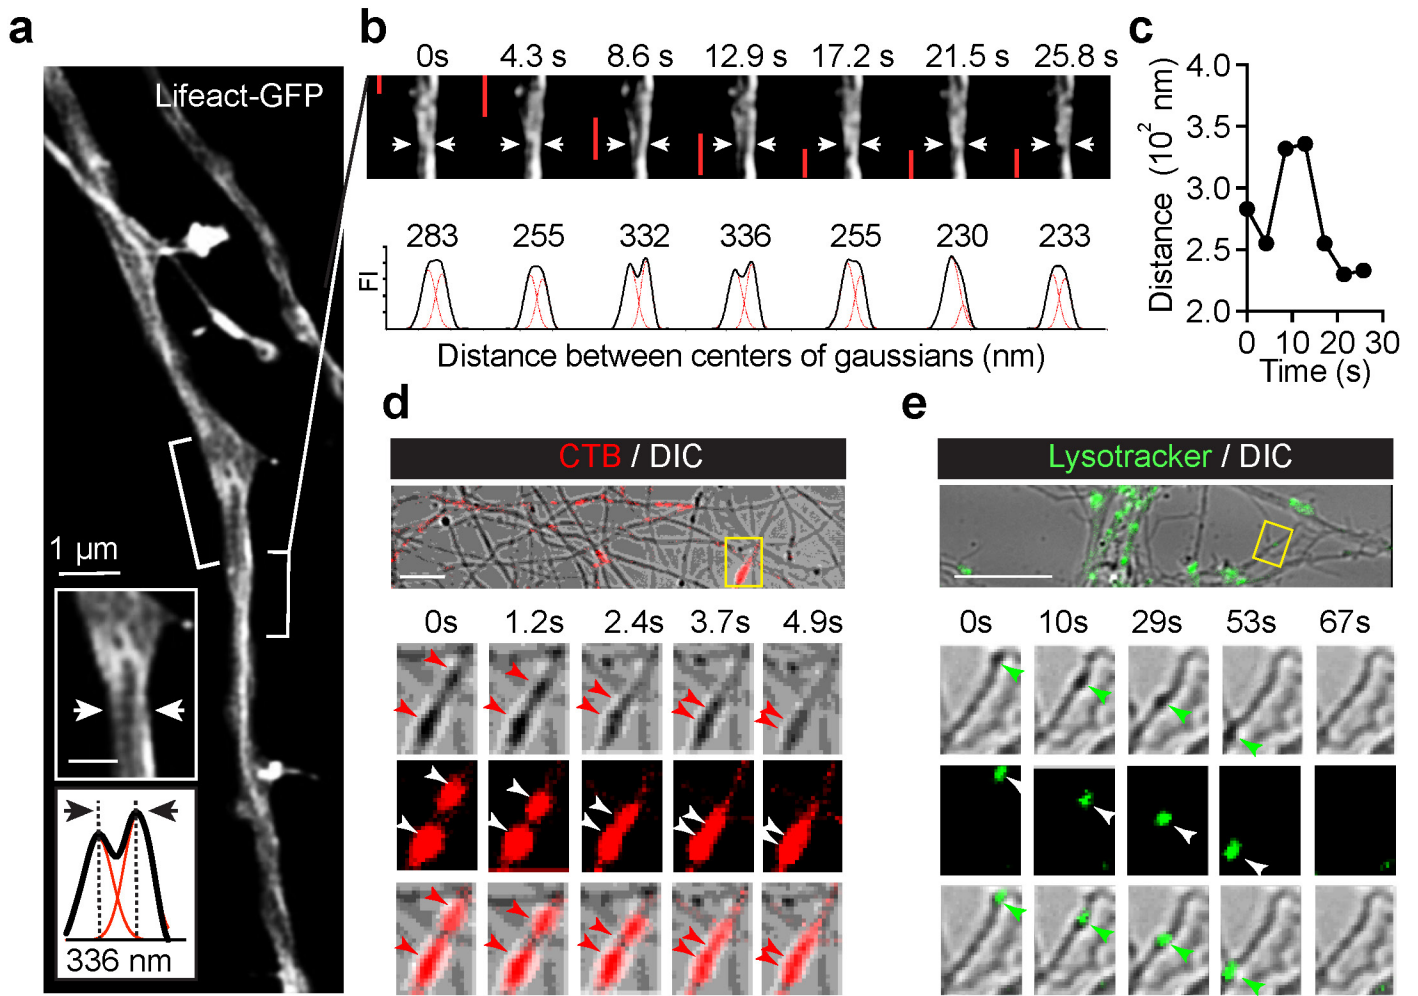 a
Lifeact-GFP
1 μm
336 nm
b
0s 4.3 s 8.6 s 12.9 s 17.2 s 21.5 s 25.8 s
283 255 332 336 255 230 233
FI
Distance between centers of gaussians (nm)
c
Distance (10² nm)
4.0
3.5
3.0
2.5
2.0
0 10 20 30
Time (s)
d
CTB / DIC
0s 1.2s 2.4s 3.7s 4.9s
e
Lysotracker / DIC
0s 10s 29s 53s 67s